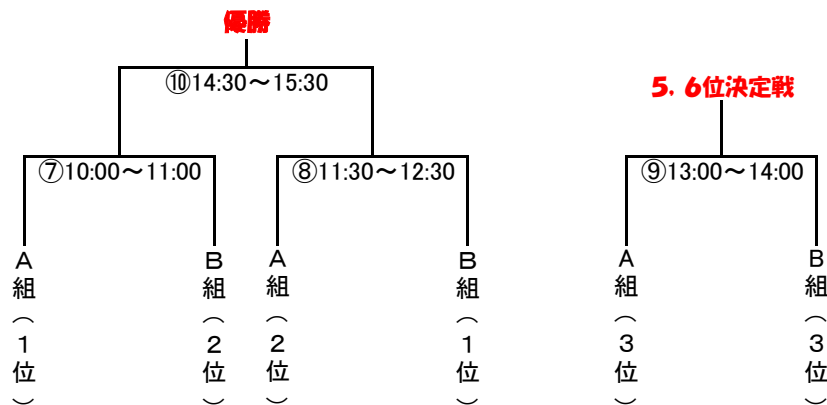 優勝
⑩14:30～15:30
5，6位決定戦
⑦10:00～11:00
⑧11:30～12:30
⑨13:00～14:00
A組（1位）
B組（2位）
A組（2位）
B組（1位）
A組（3位）
B組（3位）